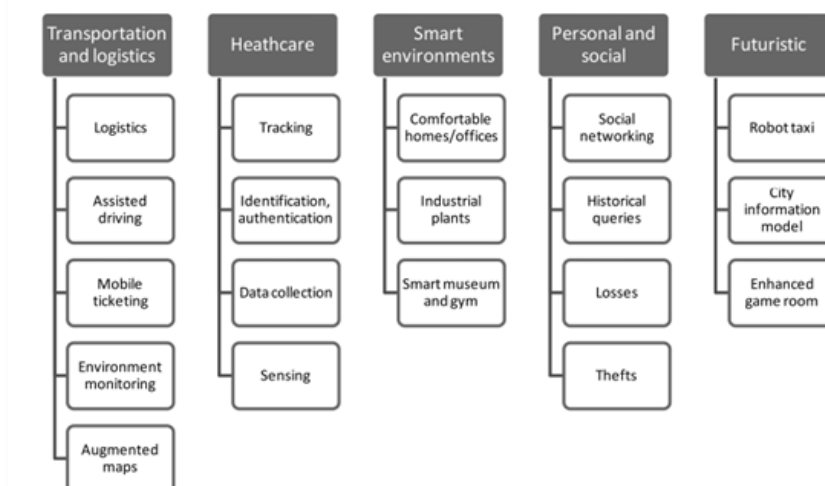 Transportation
and logistics
Logistics
Assisted
driving
Mobile
ticketing
Environment
monitoring
Augmented
maps
Heathcare
Tracking
Identification,
authentication
Data collection
Sensing
Smart
environments
Comfortable
homes/offices
Industrial
plants
Smart museum
and gym
Personal and
social
Social
networking
Historical
queries
Losses
Thefts
Futuristic
Robot taxi
City
information
model
Enhanced
game room